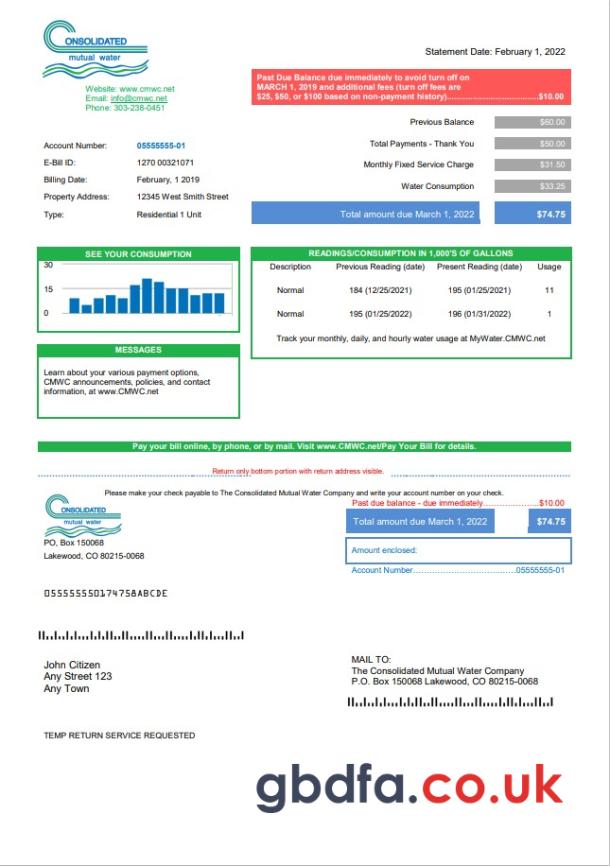 CONSOLIDATED
mutual water
Website: www.cmwc.net
Email: info@cmwc.net
Phone: 303-238-0451
Statement Date: February 1, 2022
Past Due Balance due immediately to avoid turn off on
MARCH 1, 2019 and additional fees (turn off fees are
$25, $50, or $100 based on non-payment history)......................................$10.00
Previous Balance $60.00
Total Payments - Thank You $50.00
Monthly Fixed Service Charge $31.50
Water Consumption $33.25
Total amount due March 1, 2022 $74.75
Account Number: 05555555-01
E-Bill ID: 1270 00321071
Billing Date: February, 1 2019
Property Address: 12345 West Smith Street
Type: Residential 1 Unit
SEE YOUR CONSUMPTION
30
15
0
READINGS/CONSUMPTION IN 1,000'S OF GALLONS
Description Previous Reading (date) Present Reading (date) Usage
Normal 184 (12/25/2021) 195 (01/25/2021) 11
Normal 195 (01/25/2022) 196 (01/31/2022) 1
Track your monthly, daily, and hourly water usage at MyWater.CMWC.net
MESSAGES
Learn about your various payment options,
CMWC announcements, policies, and contact
information, at www.CMWC.net
Pay your bill online, by phone, or by mail. Visit www.CMWC.net/Pay Your Bill for details.
Return only bottom portion with return address visible.
Please make your check payable to The Consolidated Mutual Water Company and write your account number on your check.
CONSOLIDATED
mutual water
PO, Box 150068
Lakewood, CO 80215-0068
Past due balance - due immediately......................$10.00
Total amount due March 1, 2022 $74.75
Amount enclosed:
Account Number.....................................................05555555-01
055555550174758ABCDE
John Citizen
Any Street 123
Any Town
MAIL TO:
The Consolidated Mutual Water Company
P.O. Box 150068 Lakewood, CO 80215-0068
TEMP RETURN SERVICE REQUESTED
gbdfa.co.uk